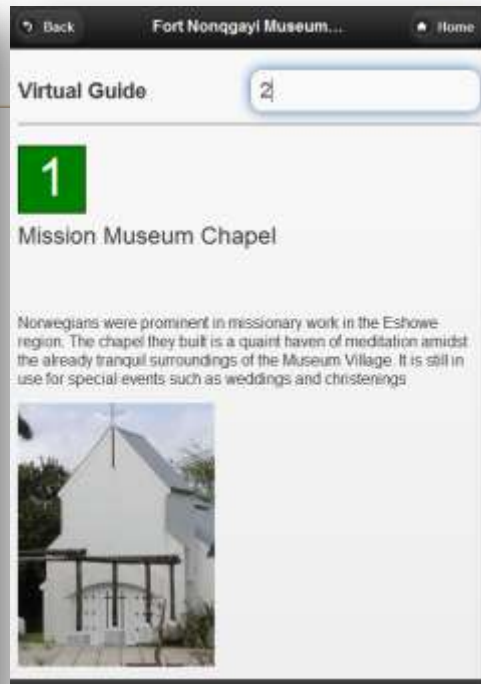 Back Fort Nonqgayi Museum... Home
Virtual Guide 2
1
Mission Museum Chapel
Norwegians were prominent in missionary work in the Eshowe
region. The chapel they built is a quaint haven of meditation amidst
the already tranquil surroundings of the Museum Village. It is still in
use for special events such as weddings and christenings